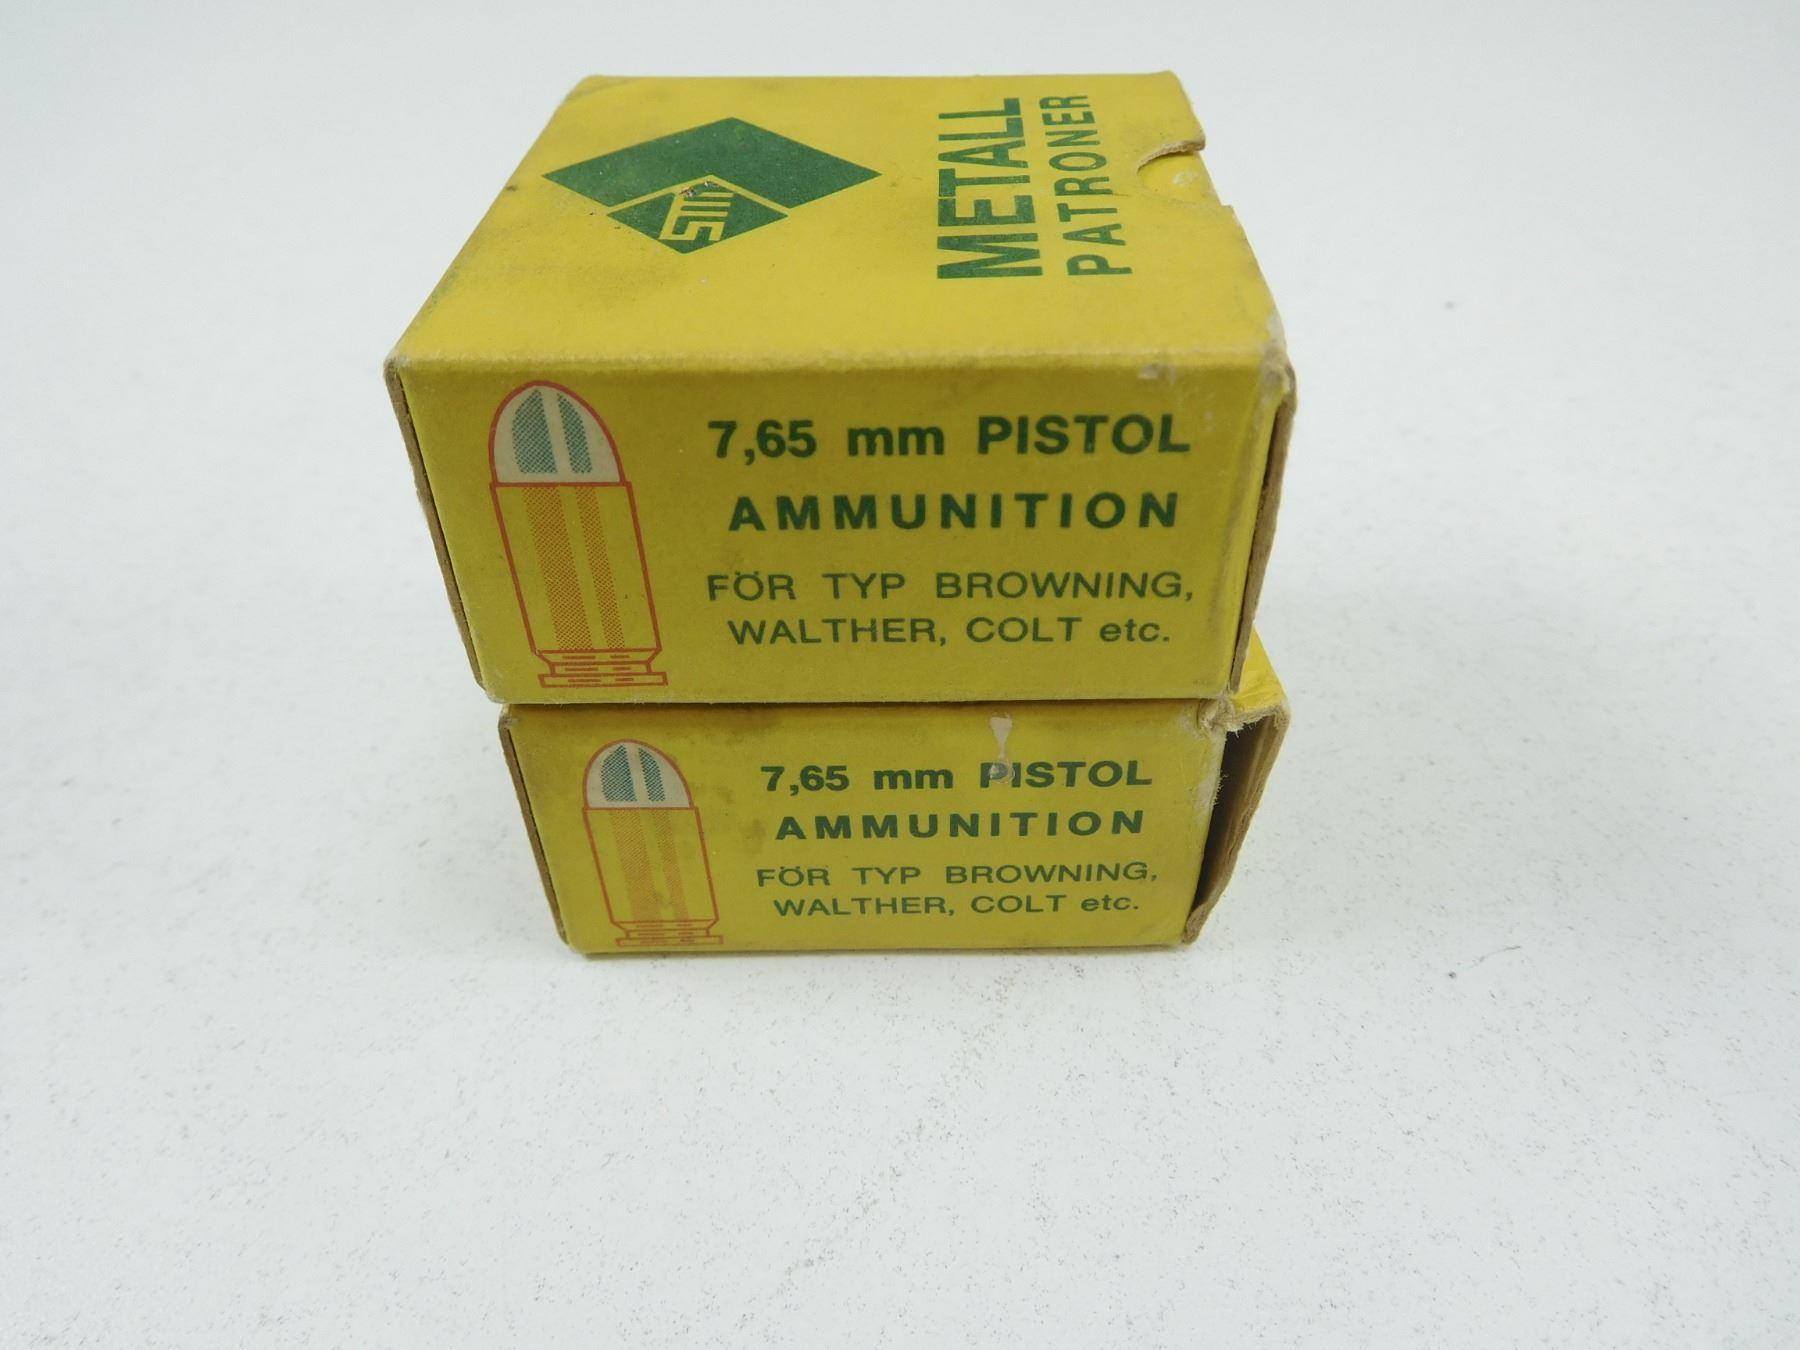 SM
METALL
PATRONER
7,65 mm PISTOL
AMMUNITION
FÖR TYP BROWNING,
WALTHER, COLT etc.
7,65 mm PISTOL
AMMUNITION
FÖR TYP BROWNING,
WALTHER, COLT etc.